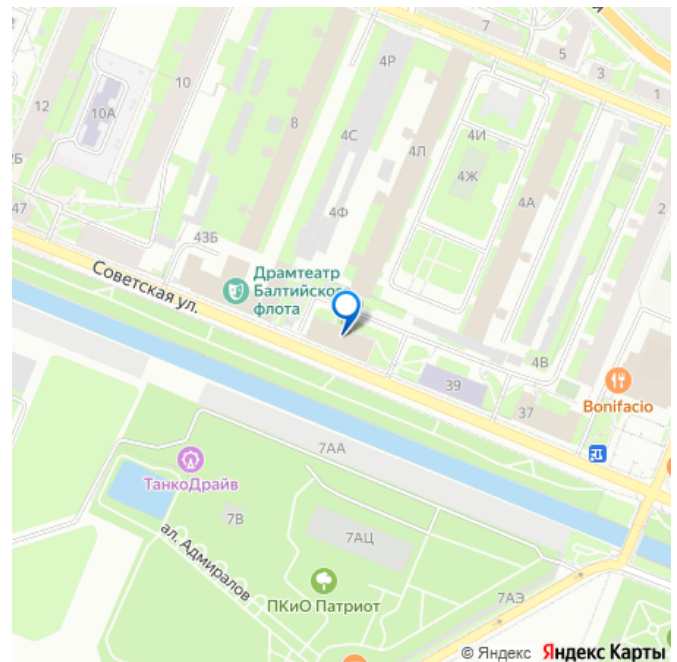 7
5
3
1
4Р
10
12
10А
8
4С
4Л
4И
4Ж
2Б
47
4А
2
43Б
4Ф
Советская ул.
Драмтеатр
Балтийского
флота
4В
39
37
Bonifacio
7АА
ТанкоДрайв
7В
7АЦ
ал. Адмиралов
ПКиО Патриот
7АЭ
© Яндекс Яндекс Карты